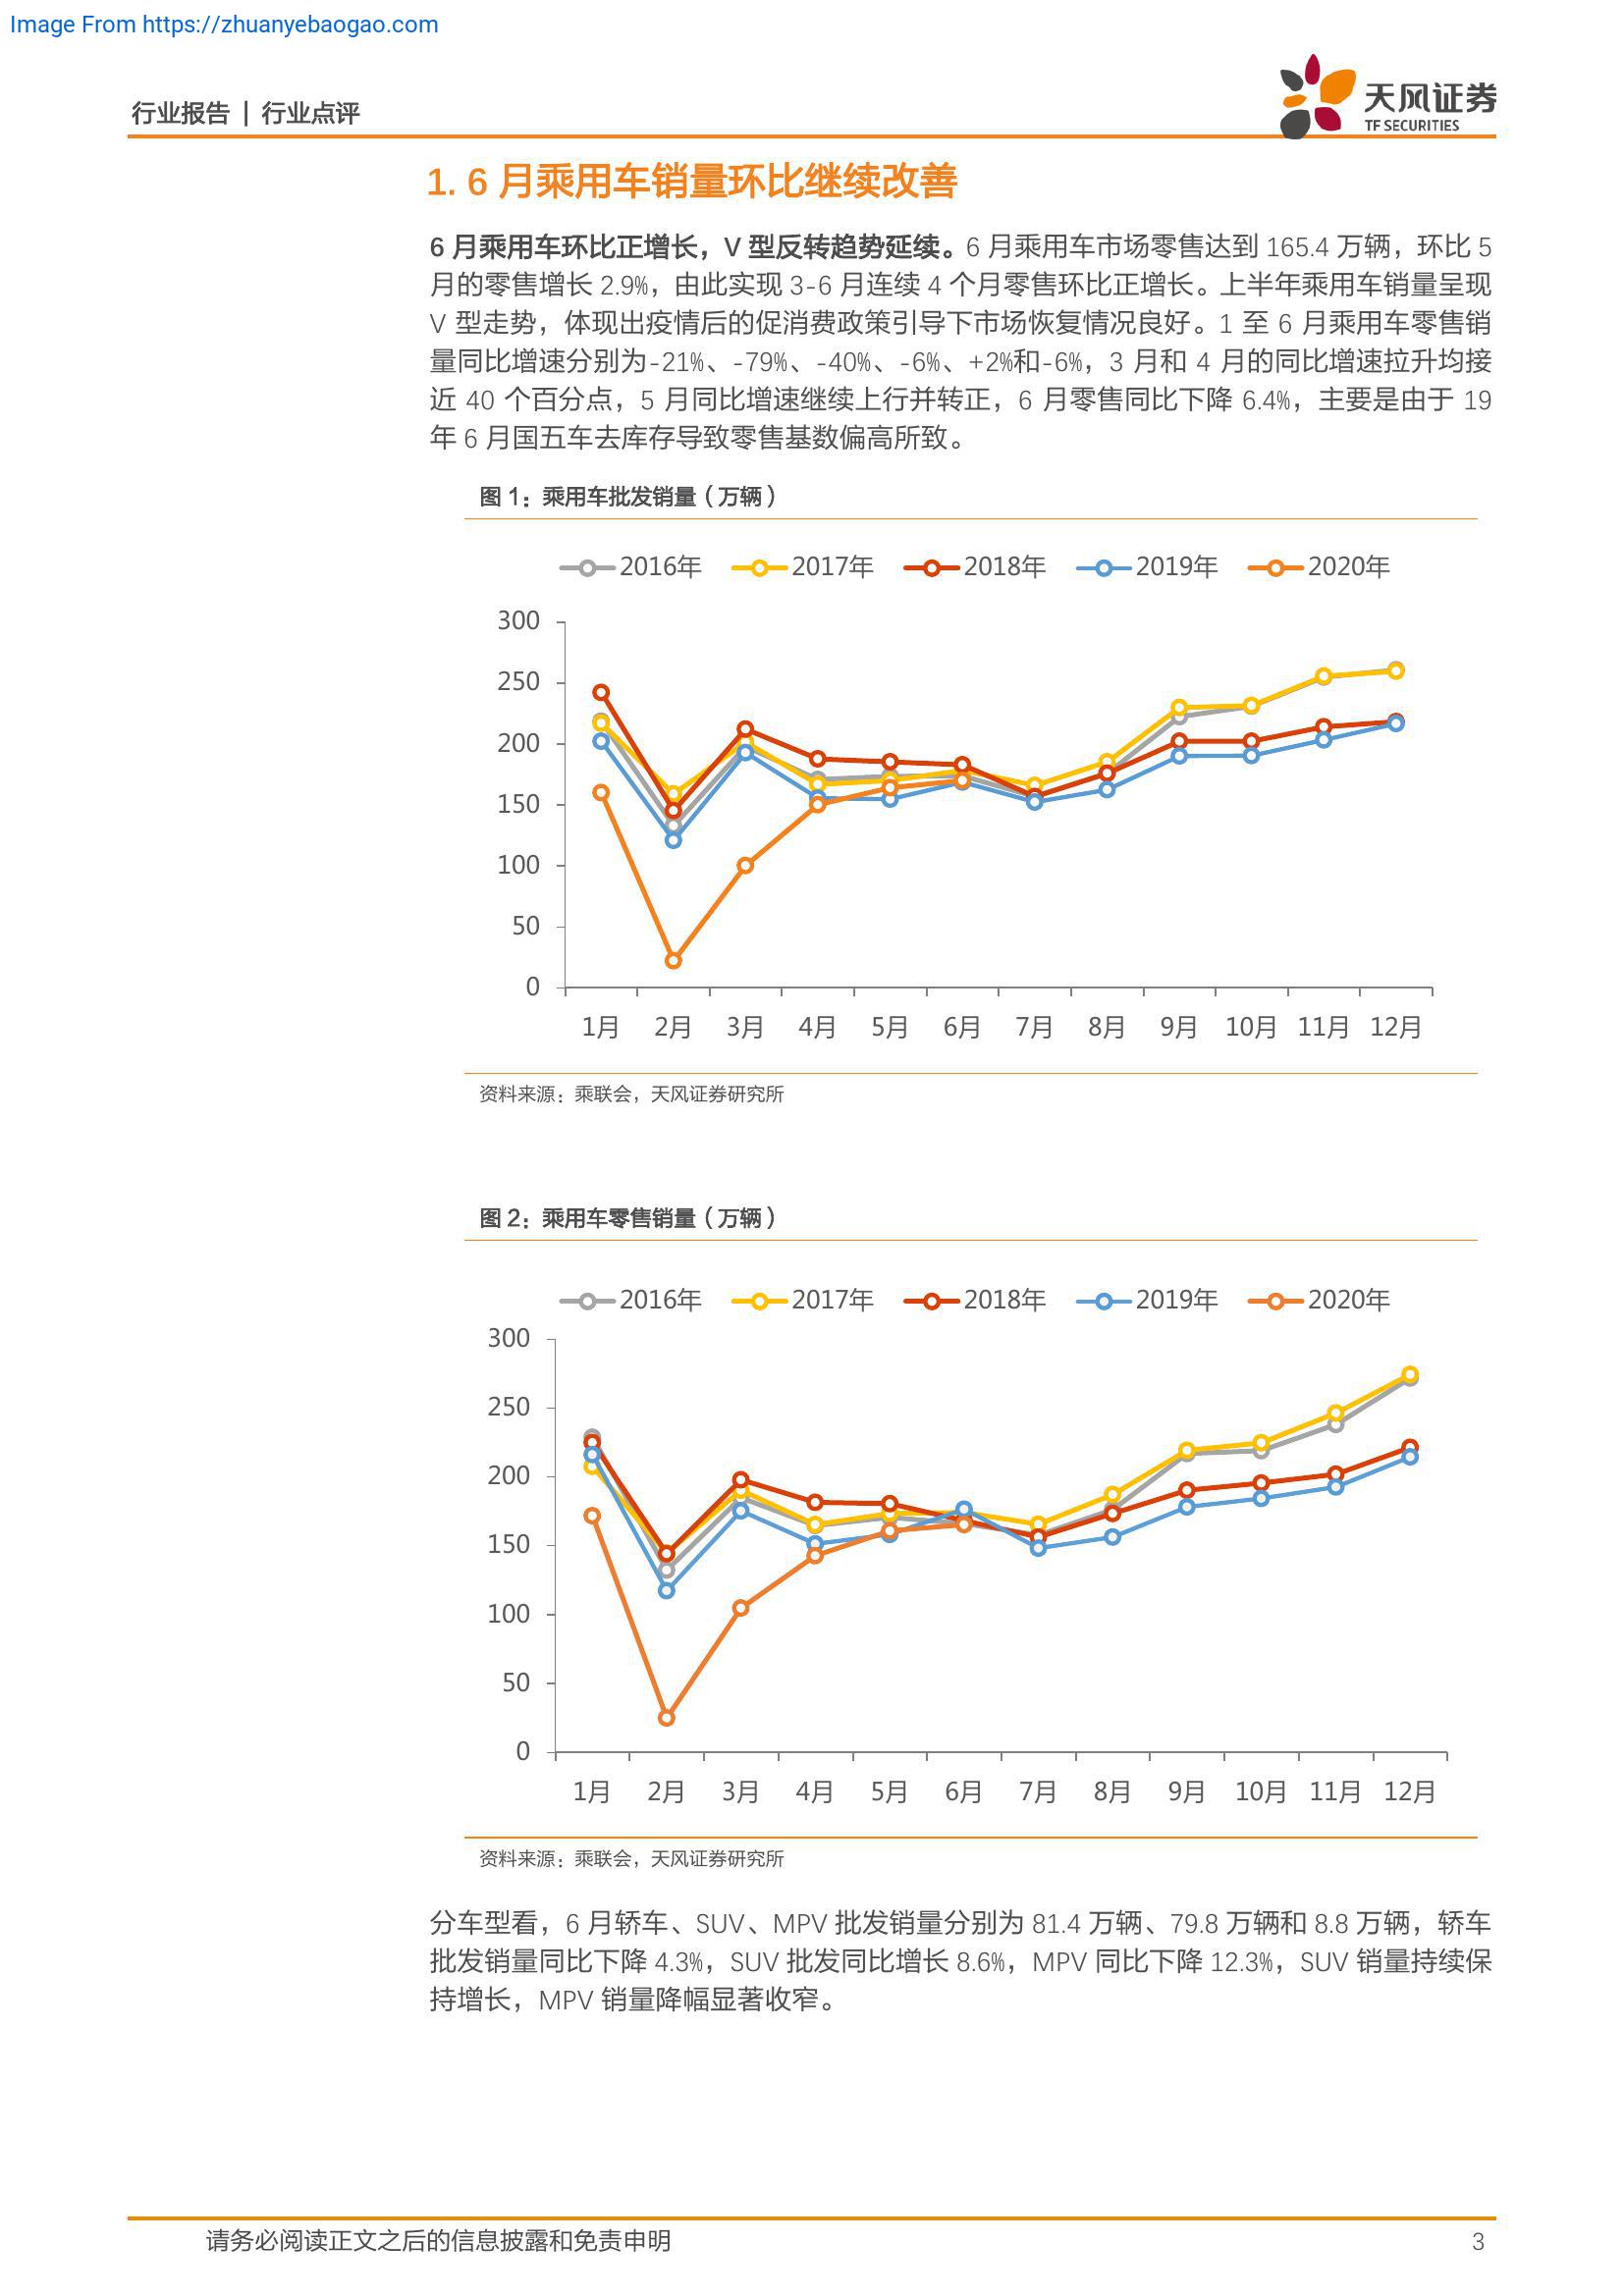 Image From https://zhuanyebaogao.com
行业报告 | 行业点评
天风证券
TF SECURITIES
1. 6 月乘用车销量环比继续改善
6 月乘用车环比正增长，V 型反转趋势延续。6 月乘用车市场零售达到 165.4 万辆，环比 5
月的零售增长 2.9%，由此实现 3-6 月连续 4 个月零售环比正增长。上半年乘用车销量呈现
V 型走势，体现出疫情后的促消费政策引导下市场恢复情况良好。1 至 6 月乘用车零售销
量同比增速分别为-21%、-79%、-40%、-6%、+2%和-6%，3 月和 4 月的同比增速拉升均接
近 40 个百分点，5 月同比增速继续上行并转正，6 月零售同比下降 6.4%，主要是由于 19
年 6 月国五车去库存导致零售基数偏高所致。
图 1：乘用车批发销量（万辆）
2016年 2017年 2018年 2019年 2020年
300
250
200
150
100
50
0
1月 2月 3月 4月 5月 6月 7月 8月 9月 10月 11月 12月
资料来源：乘联会，天风证券研究所
图 2：乘用车零售销量（万辆）
2016年 2017年 2018年 2019年 2020年
300
250
200
150
100
50
0
1月 2月 3月 4月 5月 6月 7月 8月 9月 10月 11月 12月
资料来源：乘联会，天风证券研究所
分车型看，6 月轿车、SUV、MPV 批发销量分别为 81.4 万辆、79.8 万辆和 8.8 万辆，轿车
批发销量同比下降 4.3%，SUV 批发同比增长 8.6%，MPV 同比下降 12.3%，SUV 销量持续保
持增长，MPV 销量降幅显著收窄。
请务必阅读正文之后的信息披露和免责申明
3